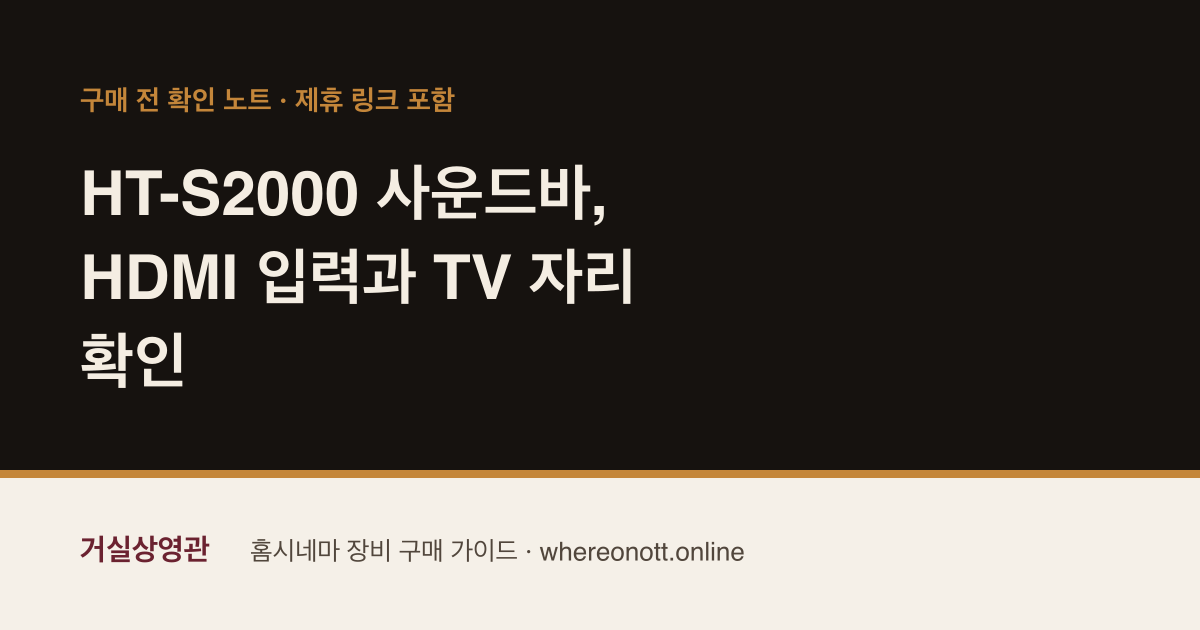 구매 전 확인 노트 · 제휴 링크 포함
HT-S2000 사운드바,
HDMI 입력과 TV 자리
확인
거실상영관 홈시네마 장비 구매 가이드 · whereonott.online